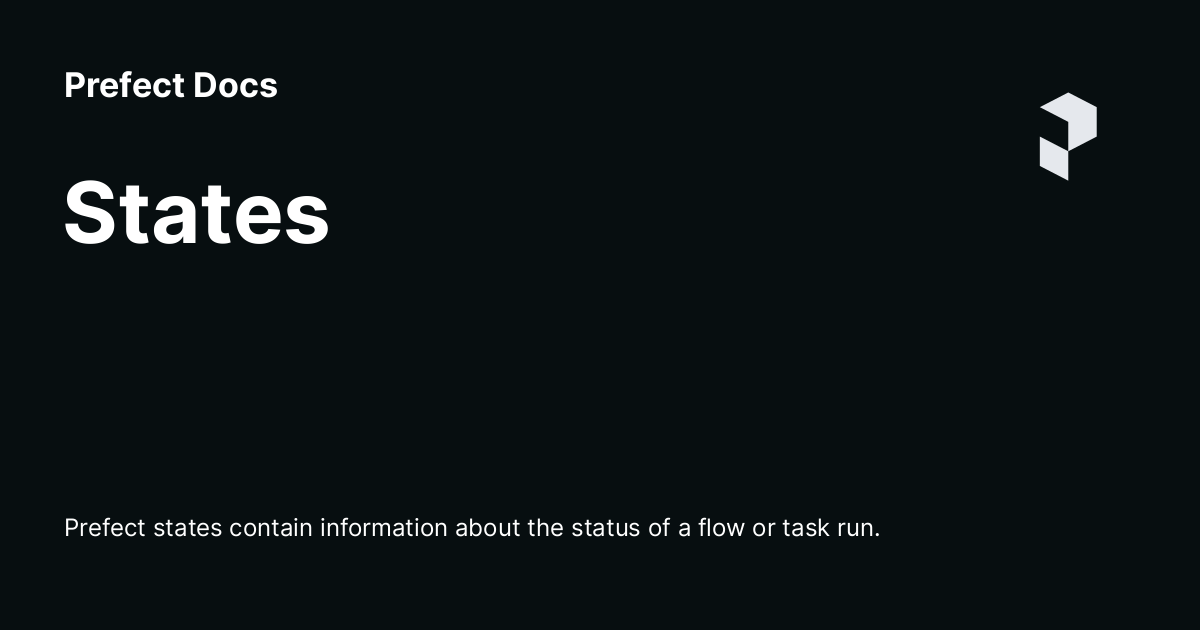 Prefect Docs
States
Prefect states contain information about the status of a flow or task run.